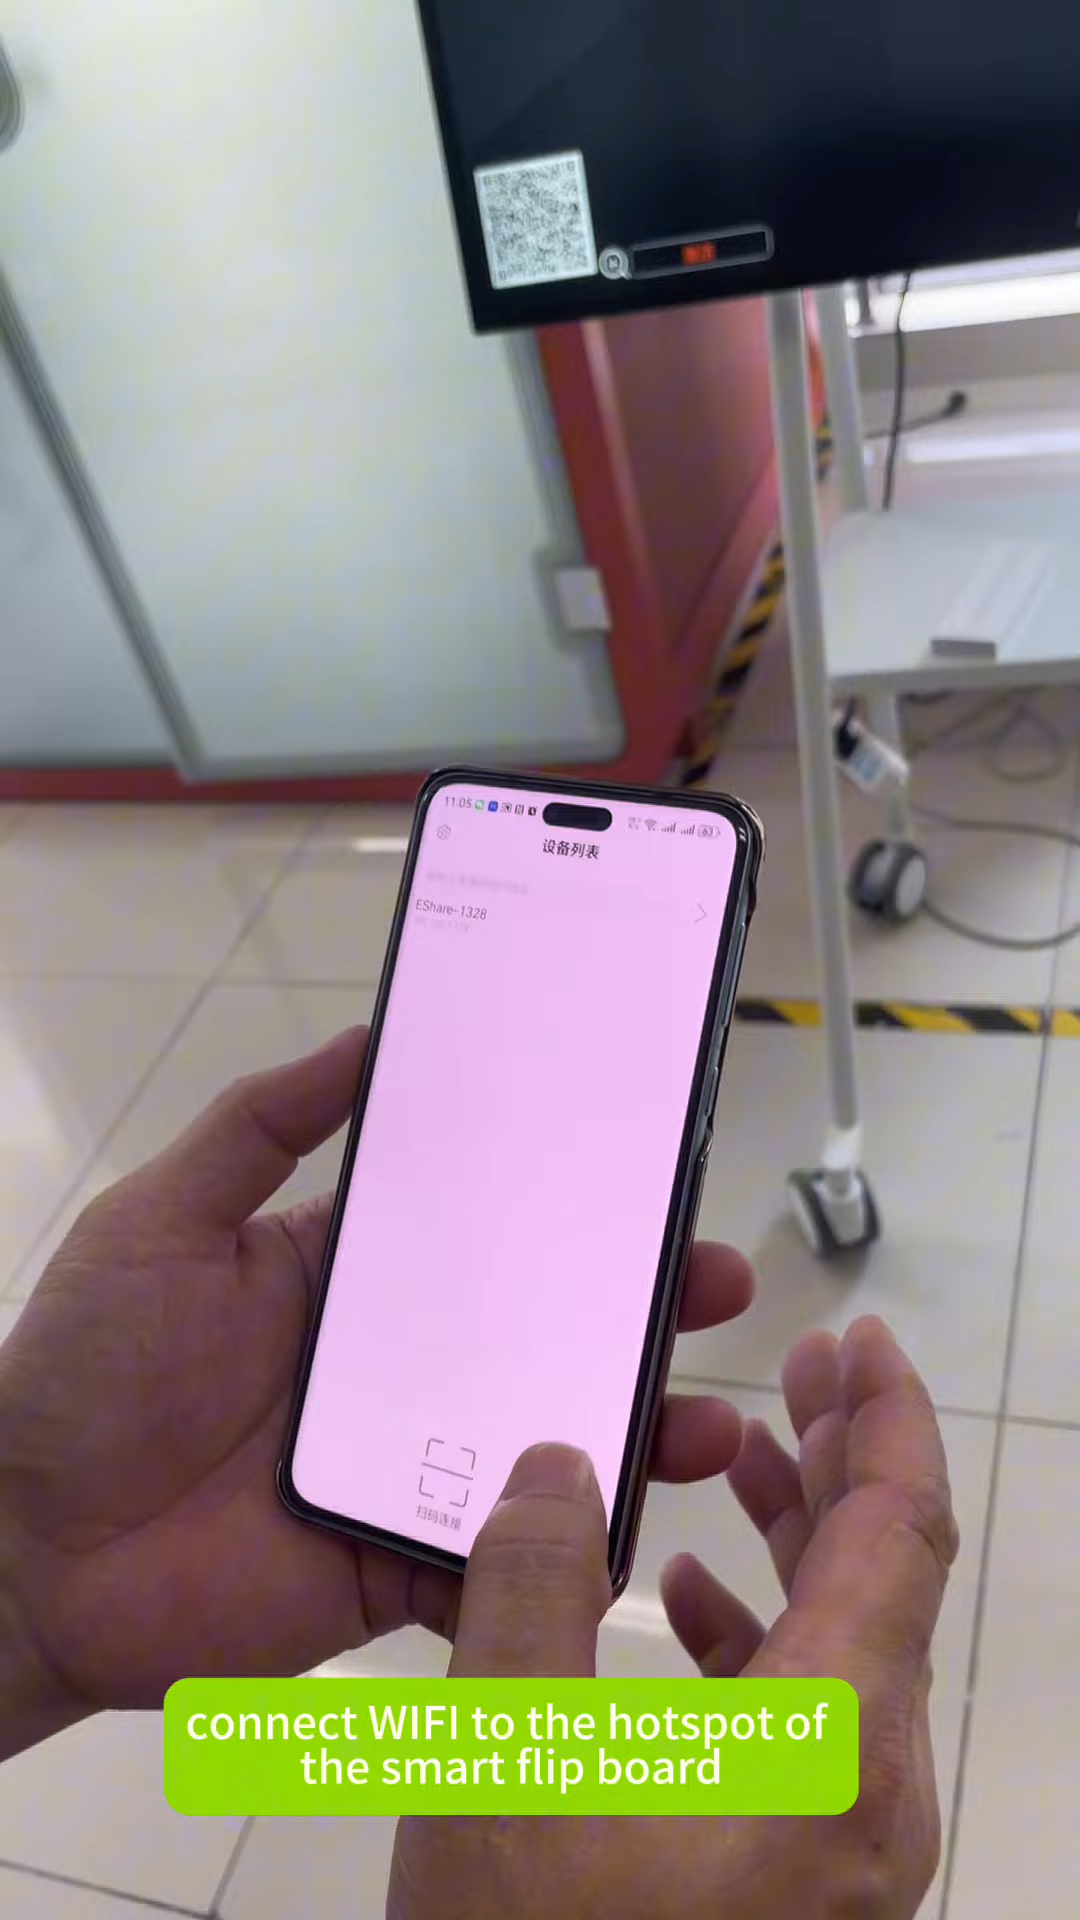 11:05
63
设备列表
EShare-1328
扫码连接
connect WIFI to the hotspot of
the smart flip board